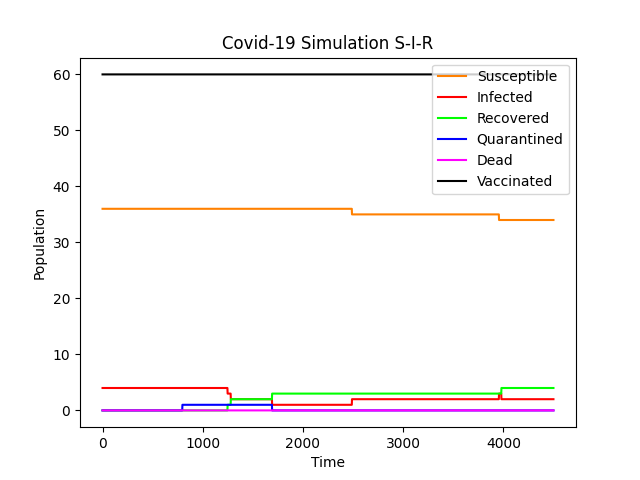 Covid-19 Simulation S-I-R
60
50
40
30
20
10
0
Population
0 1000 2000 3000 4000
Time
Susceptible
Infected
Recovered
Quarantined
Dead
Vaccinated